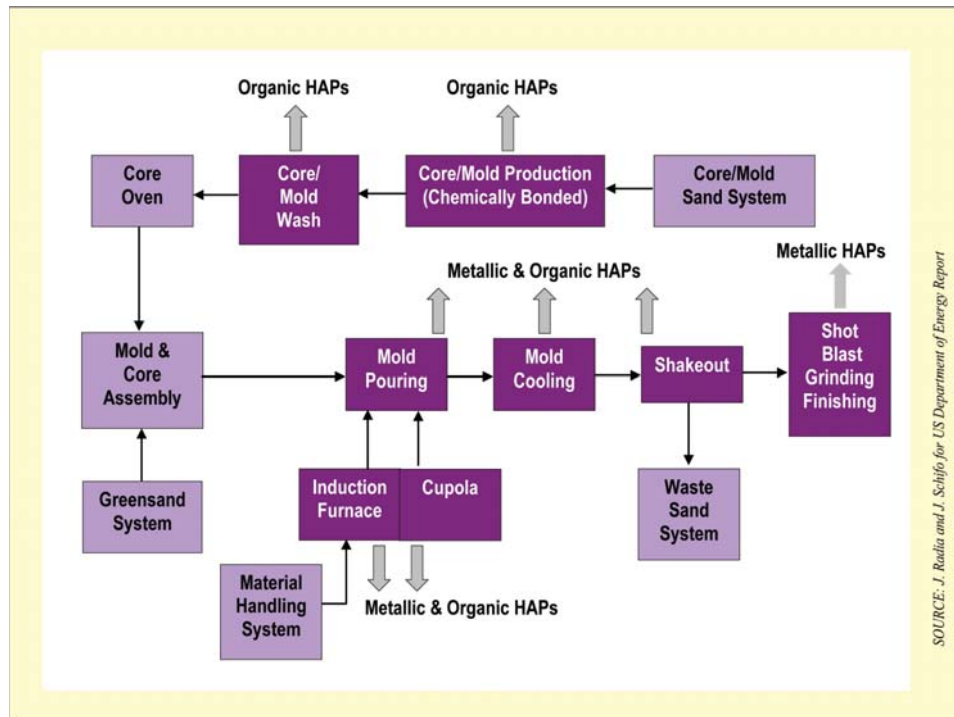 Organic HAPs
Organic HAPs
Core
Oven
Core/
Mold
Wash
Core/Mold Production
(Chemically Bonded)
Core/Mold
Sand System
Metallic & Organic HAPs
Metallic HAPs
Mold &
Core
Assembly
Mold
Pouring
Mold
Cooling
Shakeout
Shot
Blast
Grinding
Finishing
Greensand
System
Induction
Furnace
Cupola
Waste
Sand
System
Material
Handling
System
Metallic & Organic HAPs
SOURCE: J. Radia and J. Schifo for US Department of Energy Report